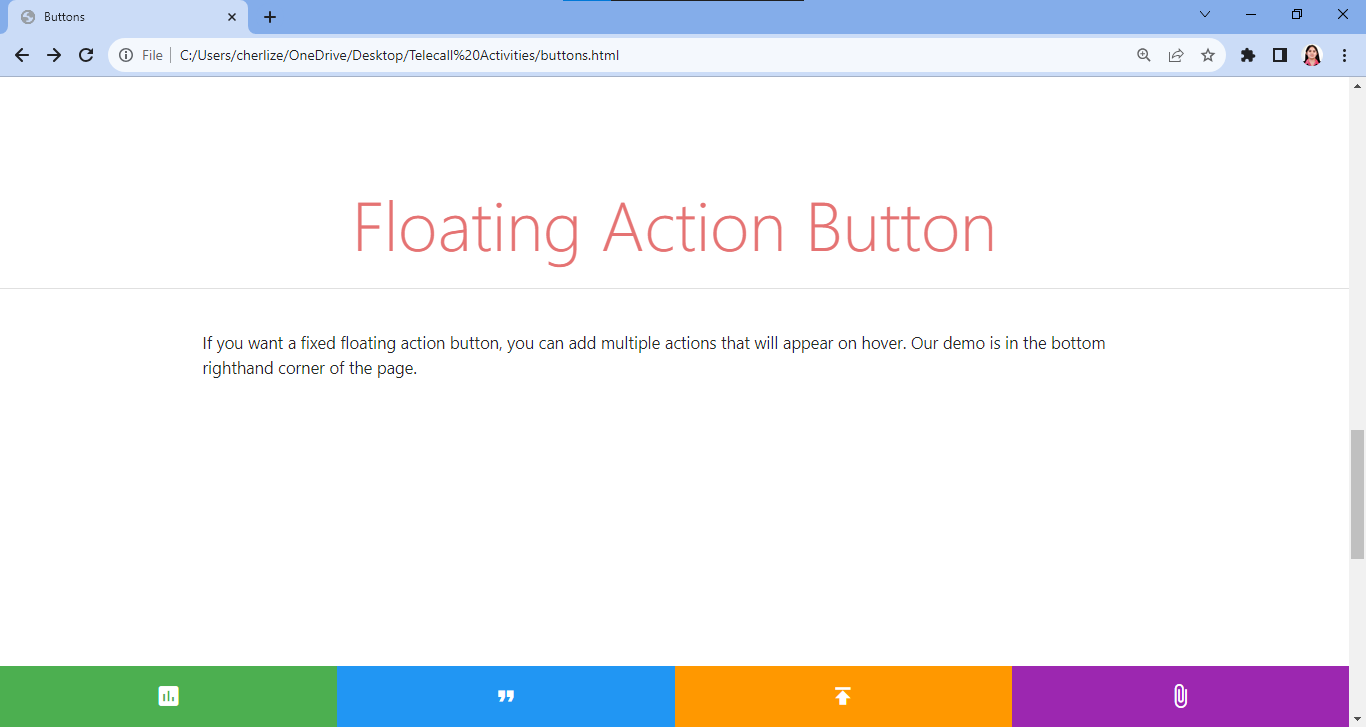 Buttons
File
C:/Users/cherlize/OneDrive/Desktop/Telecall%20Activities/buttons.html
Floating Action Button
If you want a fixed floating action button, you can add multiple actions that will appear on hover. Our demo is in the bottom
righthand corner of the page.